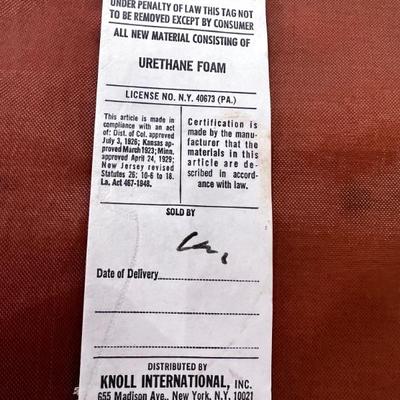 UNDER PENALTY OF LAW THIS TAG NOT
TO BE REMOVED EXCEPT BY CONSUMER
ALL NEW MATERIAL CONSISTING OF
URETHANE FOAM
LICENSE NO. N.Y. 40673 (PA.)
This article is made in
compliance with an act
of: Dist. of Col. approved
July 3, 1926; Kansas ap-
proved March 1923; Minn.
approved April 24, 1929;
New Jersey revised
Statutes 26: 10-6 to 18.
La. Act 467-1948.
Certification is
made by the manu-
facturer that the
materials in this
article are de-
scribed in accord-
ance with law.
SOLD BY
Date of Delivery
DISTRIBUTED BY
KNOLL INTERNATIONAL, INC.
655 Madison Ave., New York, N.Y. 10021